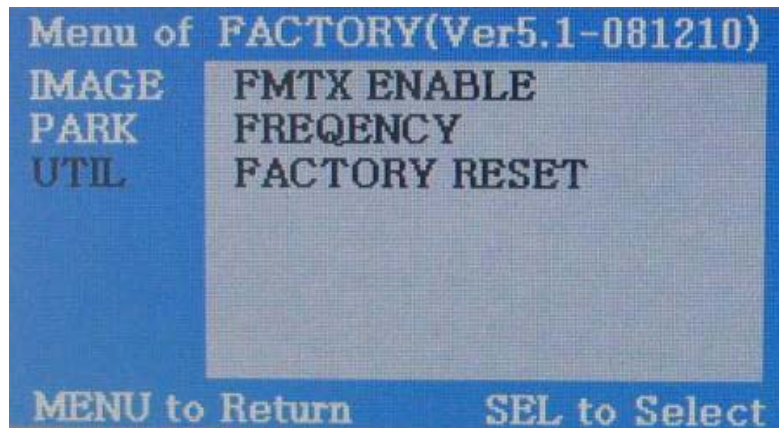 Menu of FACTORY(Ver5.1-081210)
IMAGE FMTX ENABLE
PARK FREQENCY
UTIL FACTORY RESET
MENU to Return SEL to Select